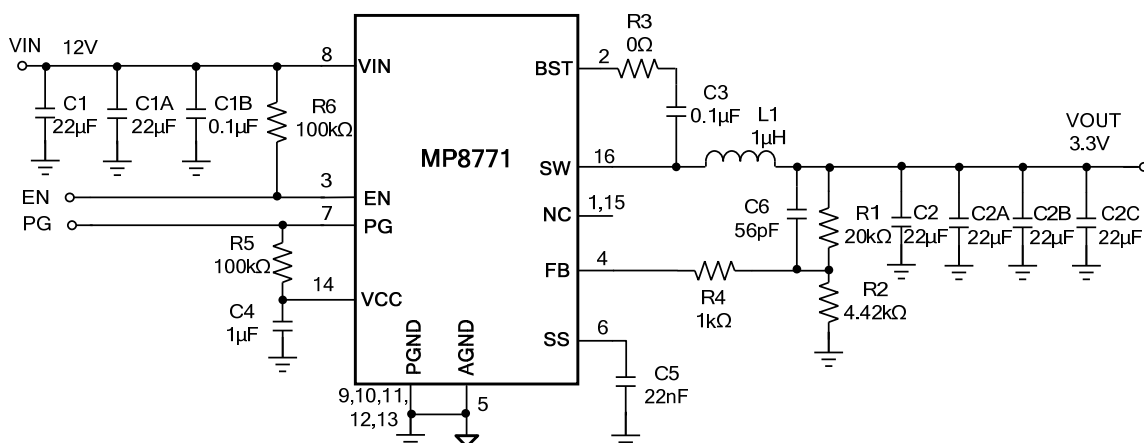 VIN 12V
8
VIN
C1
22µF
C1A
22µF
C1B
0.1µF
R6
100kΩ
EN
3
EN
PG
7
PG
R5
100kΩ
14
VCC
C4
1µF
MP8771
PGND
AGND
9,10,11,
12,13
5
BST
2
R3
0Ω
C3
0.1µF
L1
1µH
SW
16
NC
1,15
FB
4
R4
1kΩ
SS
6
C5
22nF
C6
56pF
R1
20kΩ
R2
4.42kΩ
C2
22µF
C2A
22µF
C2B
22µF
C2C
22µF
VOUT
3.3V